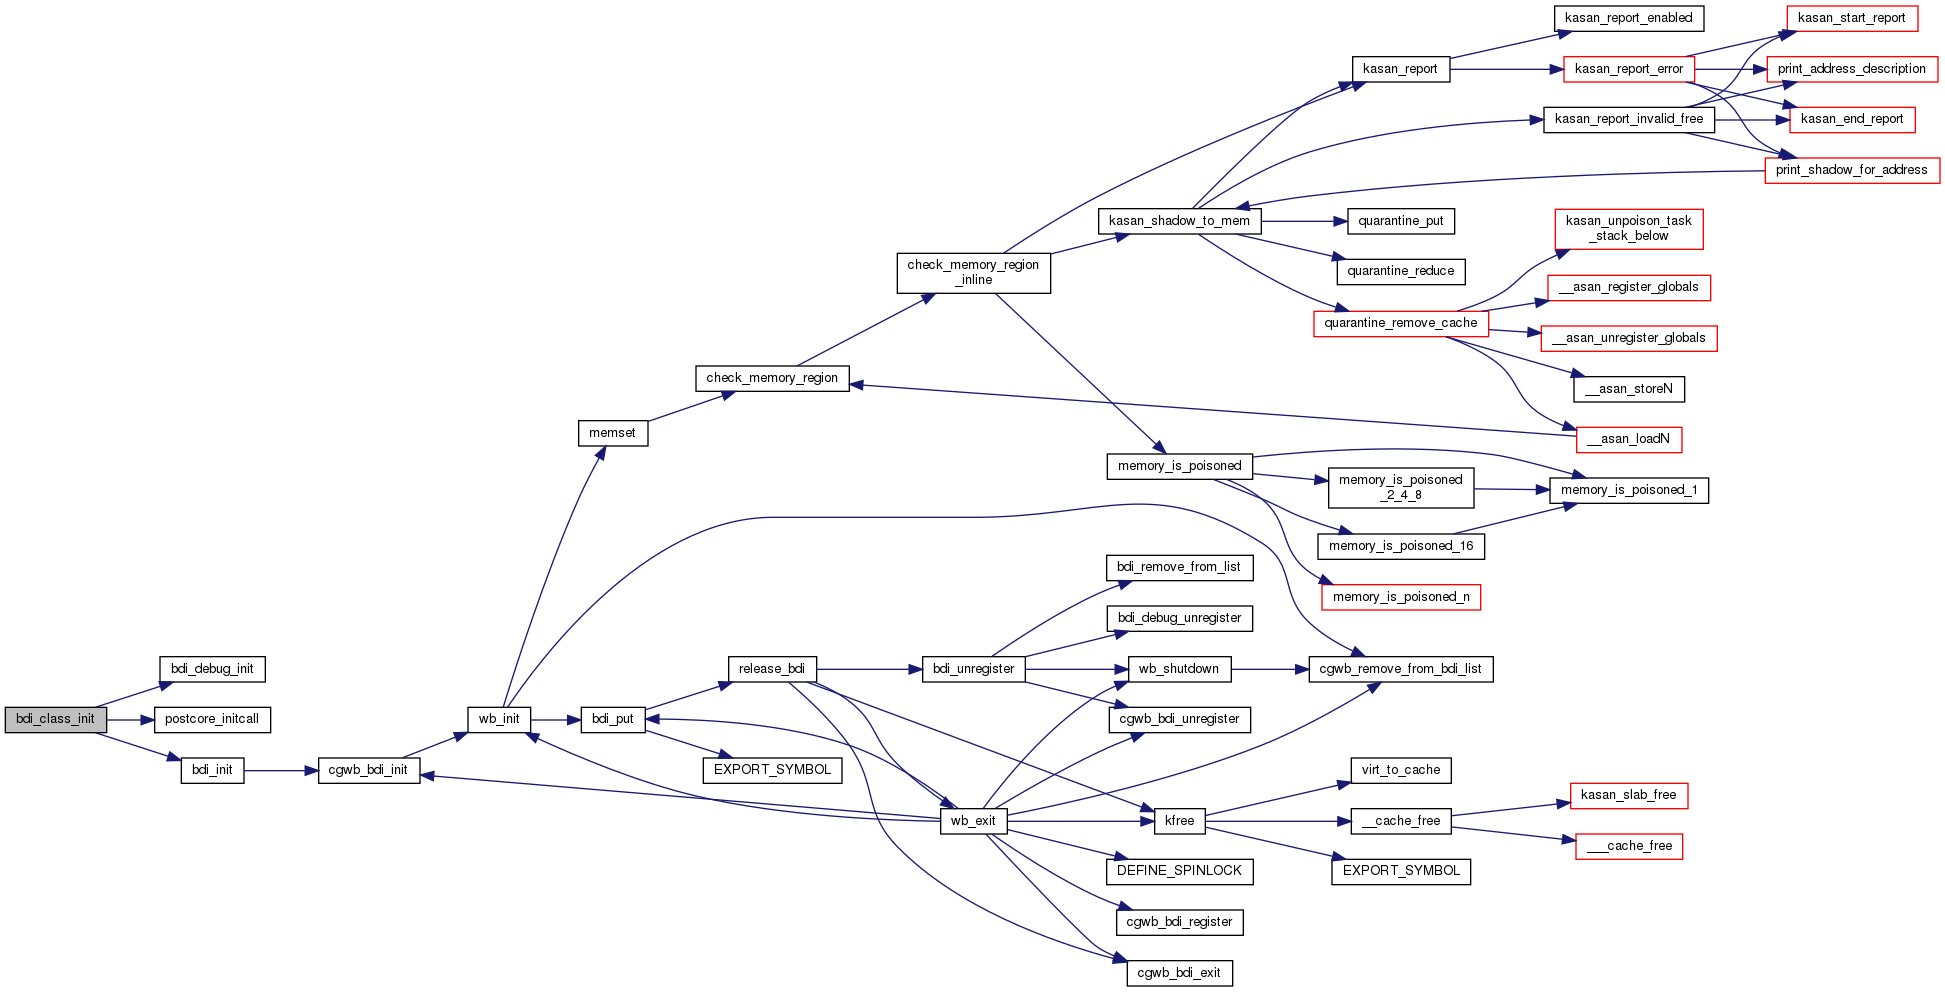 kasan_report_enabled
kasan_start_report
kasan_report
kasan_report_error
print_address_description
kasan_report_invalid_free
kasan_end_report
print_shadow_for_address
kasan_shadow_to_mem
quarantine_put
kasan_unpoison_task
_stack_below
check_memory_region
_inline
quarantine_reduce
__asan_register_globals
quarantine_remove_cache
__asan_unregister_globals
check_memory_region
__asan_storeN
memset
__asan_loadN
memory_is_poisoned
memory_is_poisoned
_2_4_8
memory_is_poisoned_1
memory_is_poisoned_16
bdi_remove_from_list
memory_is_poisoned_n
bdi_debug_unregister
bdi_debug_init
release_bdi
bdi_unregister
wb_shutdown
cgwb_remove_from_bdi_list
bdi_class_init
postcore_initcall
wb_init
bdi_put
cgwb_bdi_unregister
bdi_init
cgwb_bdi_init
EXPORT_SYMBOL
virt_to_cache
kasan_slab_free
wb_exit
kfree
__cache_free
___cache_free
DEFINE_SPINLOCK
EXPORT_SYMBOL
cgwb_bdi_register
cgwb_bdi_exit